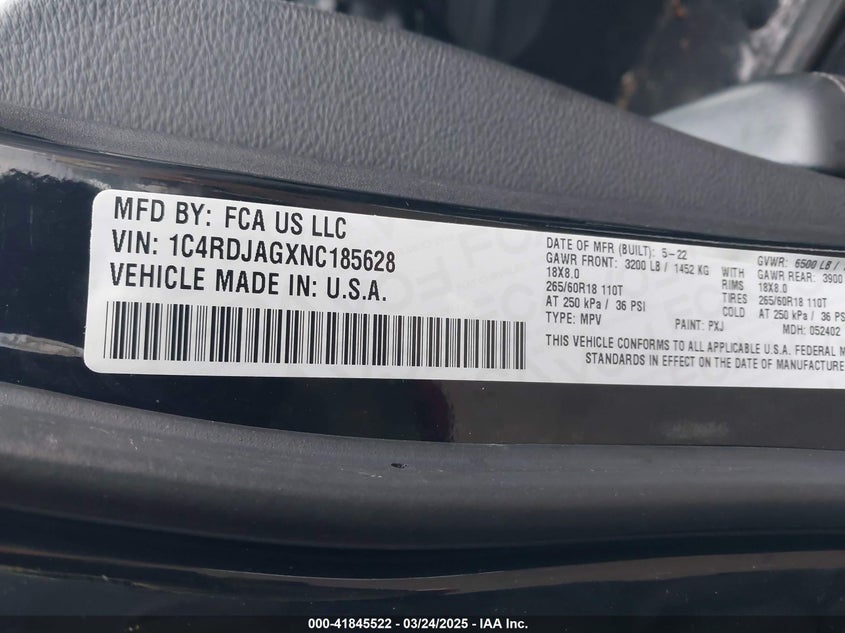 MFD BY: FCA US LLC
VIN: 1C4RDJAGXNC185628
VEHICLE MADE IN: U.S.A.
DATE OF MFR (BUILT): 5-22
GVWR: 6500 LB /
GAWR FRONT: 3200 LB / 1452 KG WITH GAWR REAR: 3900
18X8.0 RIMS 18X8.0
265/60R18 110T TIRES 265/60R18 110T
AT 250 kPa / 36 PSI COLD AT 250 kPa / 36 PSI
TYPE: MPV PAINT: PXJ MDH: 052402
THIS VEHICLE CONFORMS TO ALL APPLICABLE U.S.A. FEDERAL
STANDARDS IN EFFECT ON THE DATE OF MANUFACTURE
000-41845522 - 03/24/2025 - © IAA Inc.